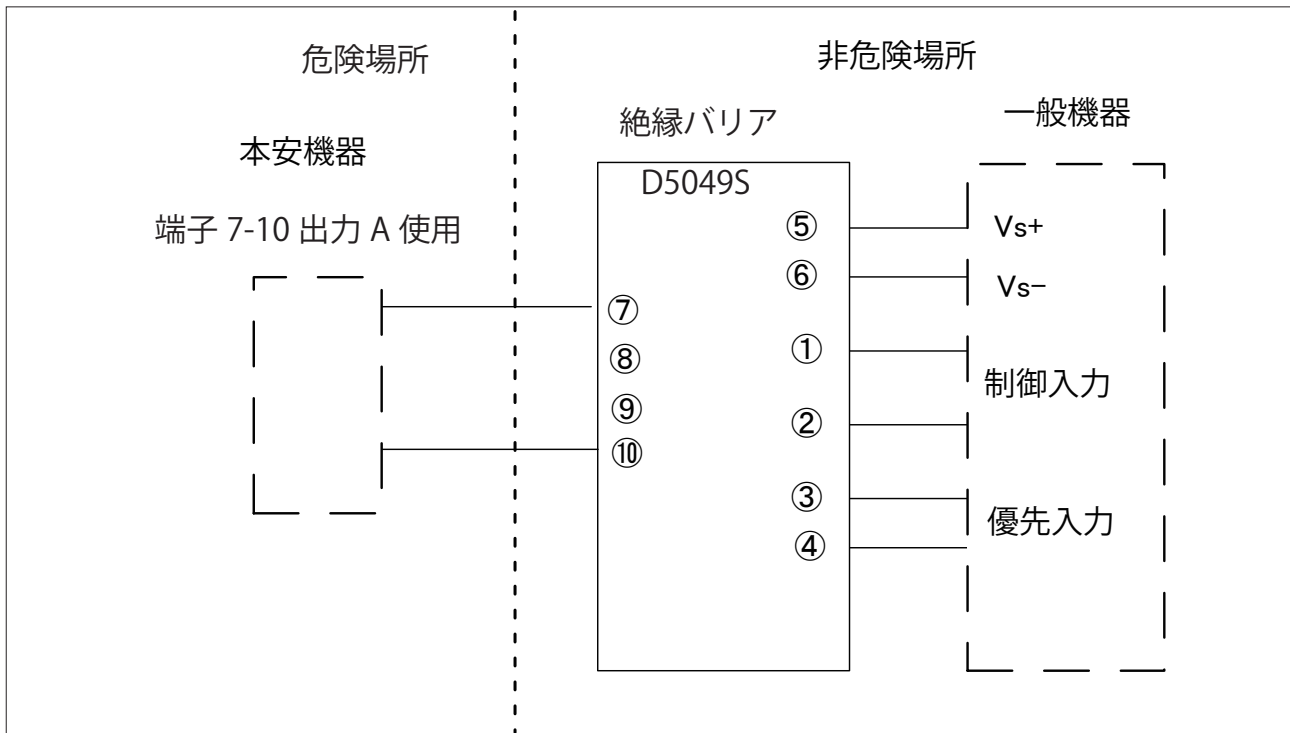 危険場所
非危険場所
本安機器
絶縁バリア
一般機器
端子 7-10 出力 A 使用
D5049S
⑤
Vs+
⑥
Vs−
⑦
①
⑧
制御入力
⑨
②
⑩
③
優先入力
④